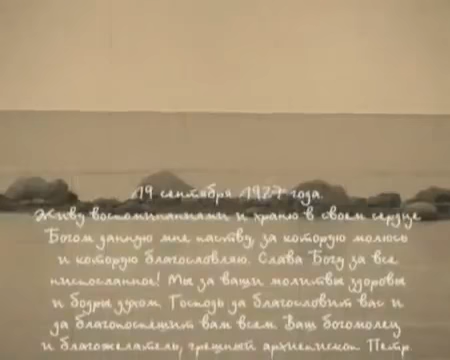 19 сентября 1927 года.
Живу воспоминаниями и храню в своем сердце
Богом данную мне паству, за которую молюсь
и которую благословляю. Слава Богу за все
ниспосланное! Мы за ваши молитвы здоровы
и бодры духом. Господь да благословит вас и
да благопоспешит вам всем. Ваш богомолец
и благожелатель, грешный архиепископ Петр.